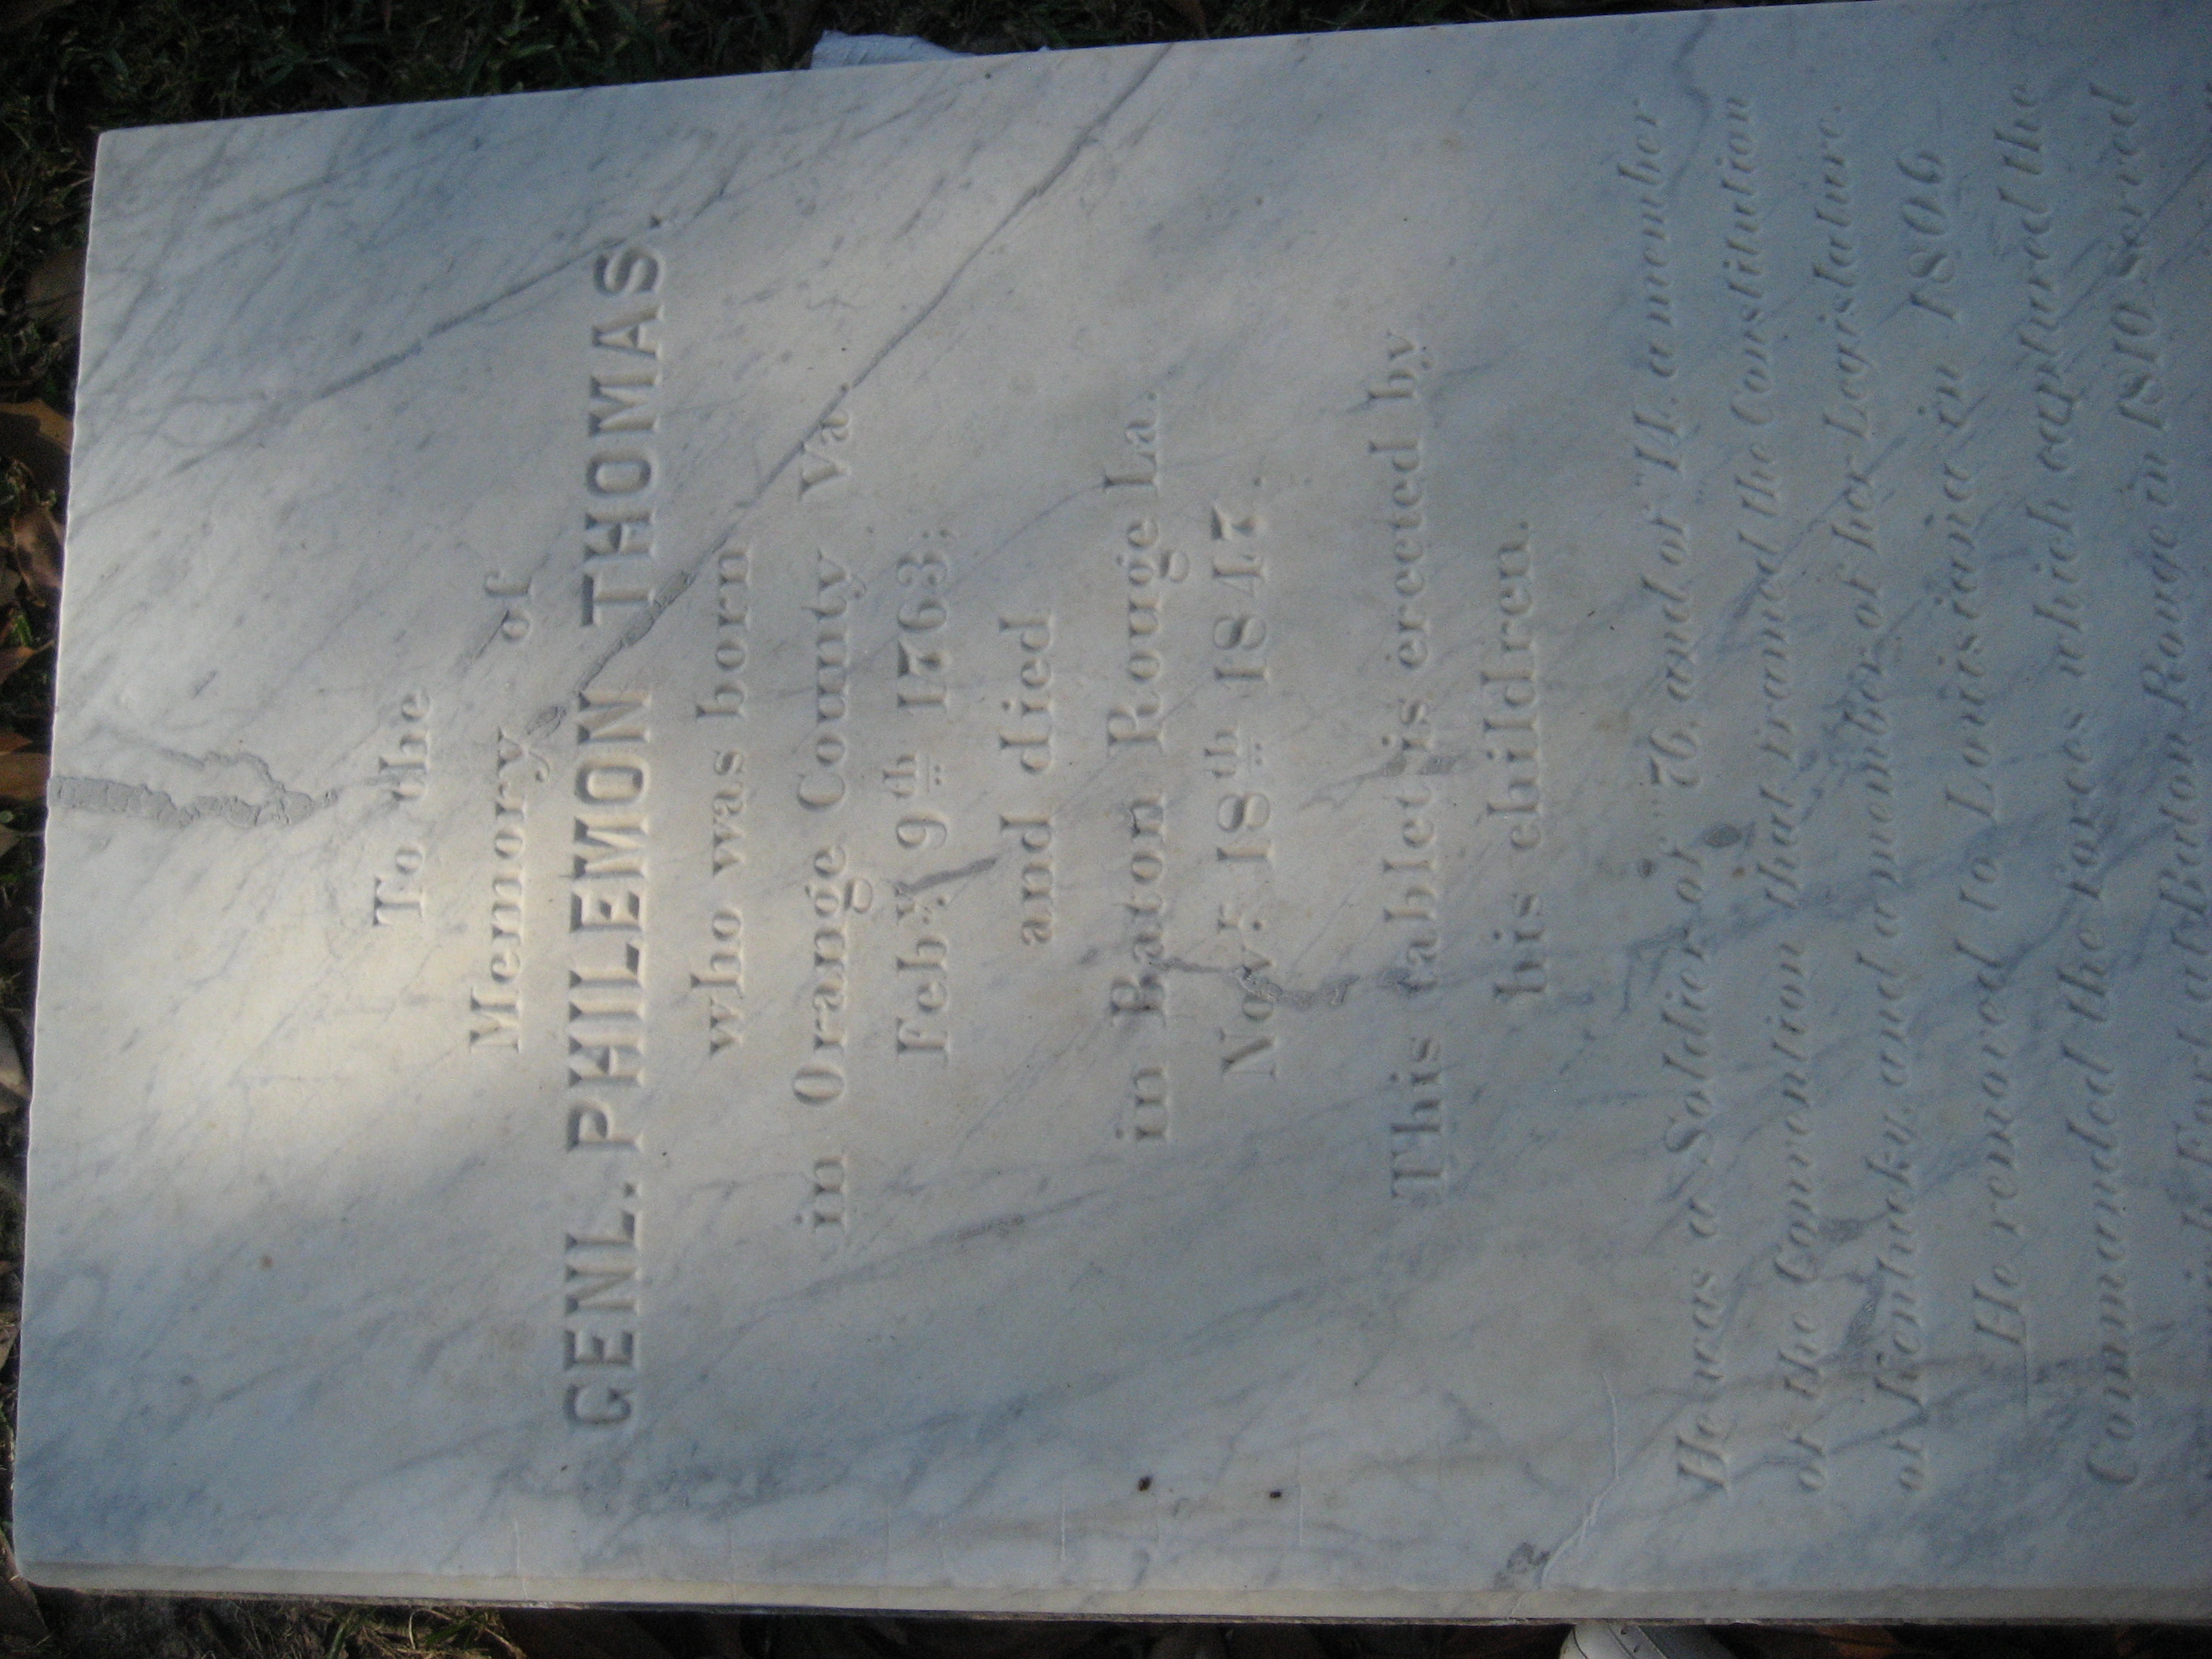 To the
Memory of
GENL. PHILEMON THOMAS.
who was born
in Orange County Va.
Feby. 9th 1763;
and died
in Baton Rouge La.
Novr. 18th 1847.
This tablet is erected by
his children.
He was a Soldier of "76, and of "14. a member
of the Convention that framed the Constitution
of Kentucky, and a member of her Legislature.
He removed to Louisiana in 1806
Commanded the forces which captured the
Fort at Baton Rouge in 1810 Served